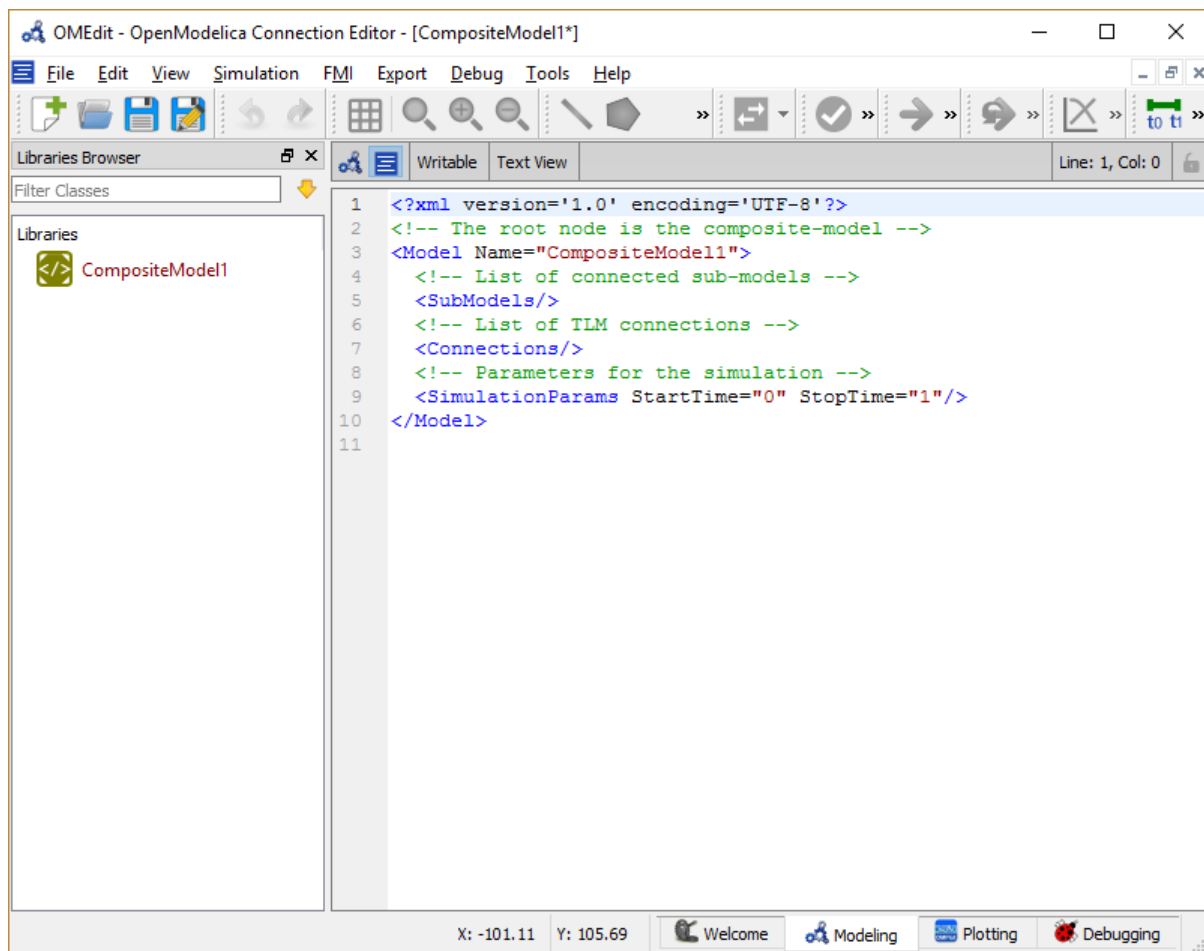 OMEdit - OpenModelica Connection Editor - [CompositeModel1*]
File Edit View Simulation FMI Export Debug Tools Help
t0 t1
Libraries Browser
Writable Text View Line: 1, Col: 0
Filter Classes
Libraries
CompositeModel1
1 <?xml version='1.0' encoding='UTF-8'?>
2 <!-- The root node is the composite-model -->
3 <Model Name="CompositeModel1">
4 <!-- List of connected sub-models -->
5 <SubModels/>
6 <!-- List of TLM connections -->
7 <Connections/>
8 <!-- Parameters for the simulation -->
9 <SimulationParams StartTime="0" StopTime="1"/>
10 </Model>
11
X: -101.11 Y: 105.69 Welcome Modeling Plotting Debugging